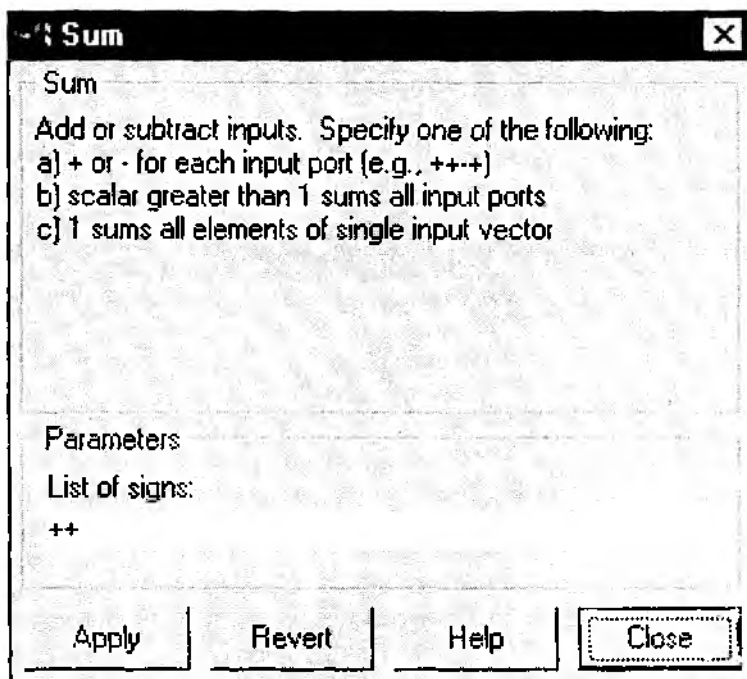 Sum
Sum
Add or subtract inputs. Specify one of the following:
a) + or - for each input port (e.g., ++-+)
b) scalar greater than 1 sums all input ports
c) 1 sums all elements of single input vector
Parameters
List of signs:
++
Apply Revert Help Close